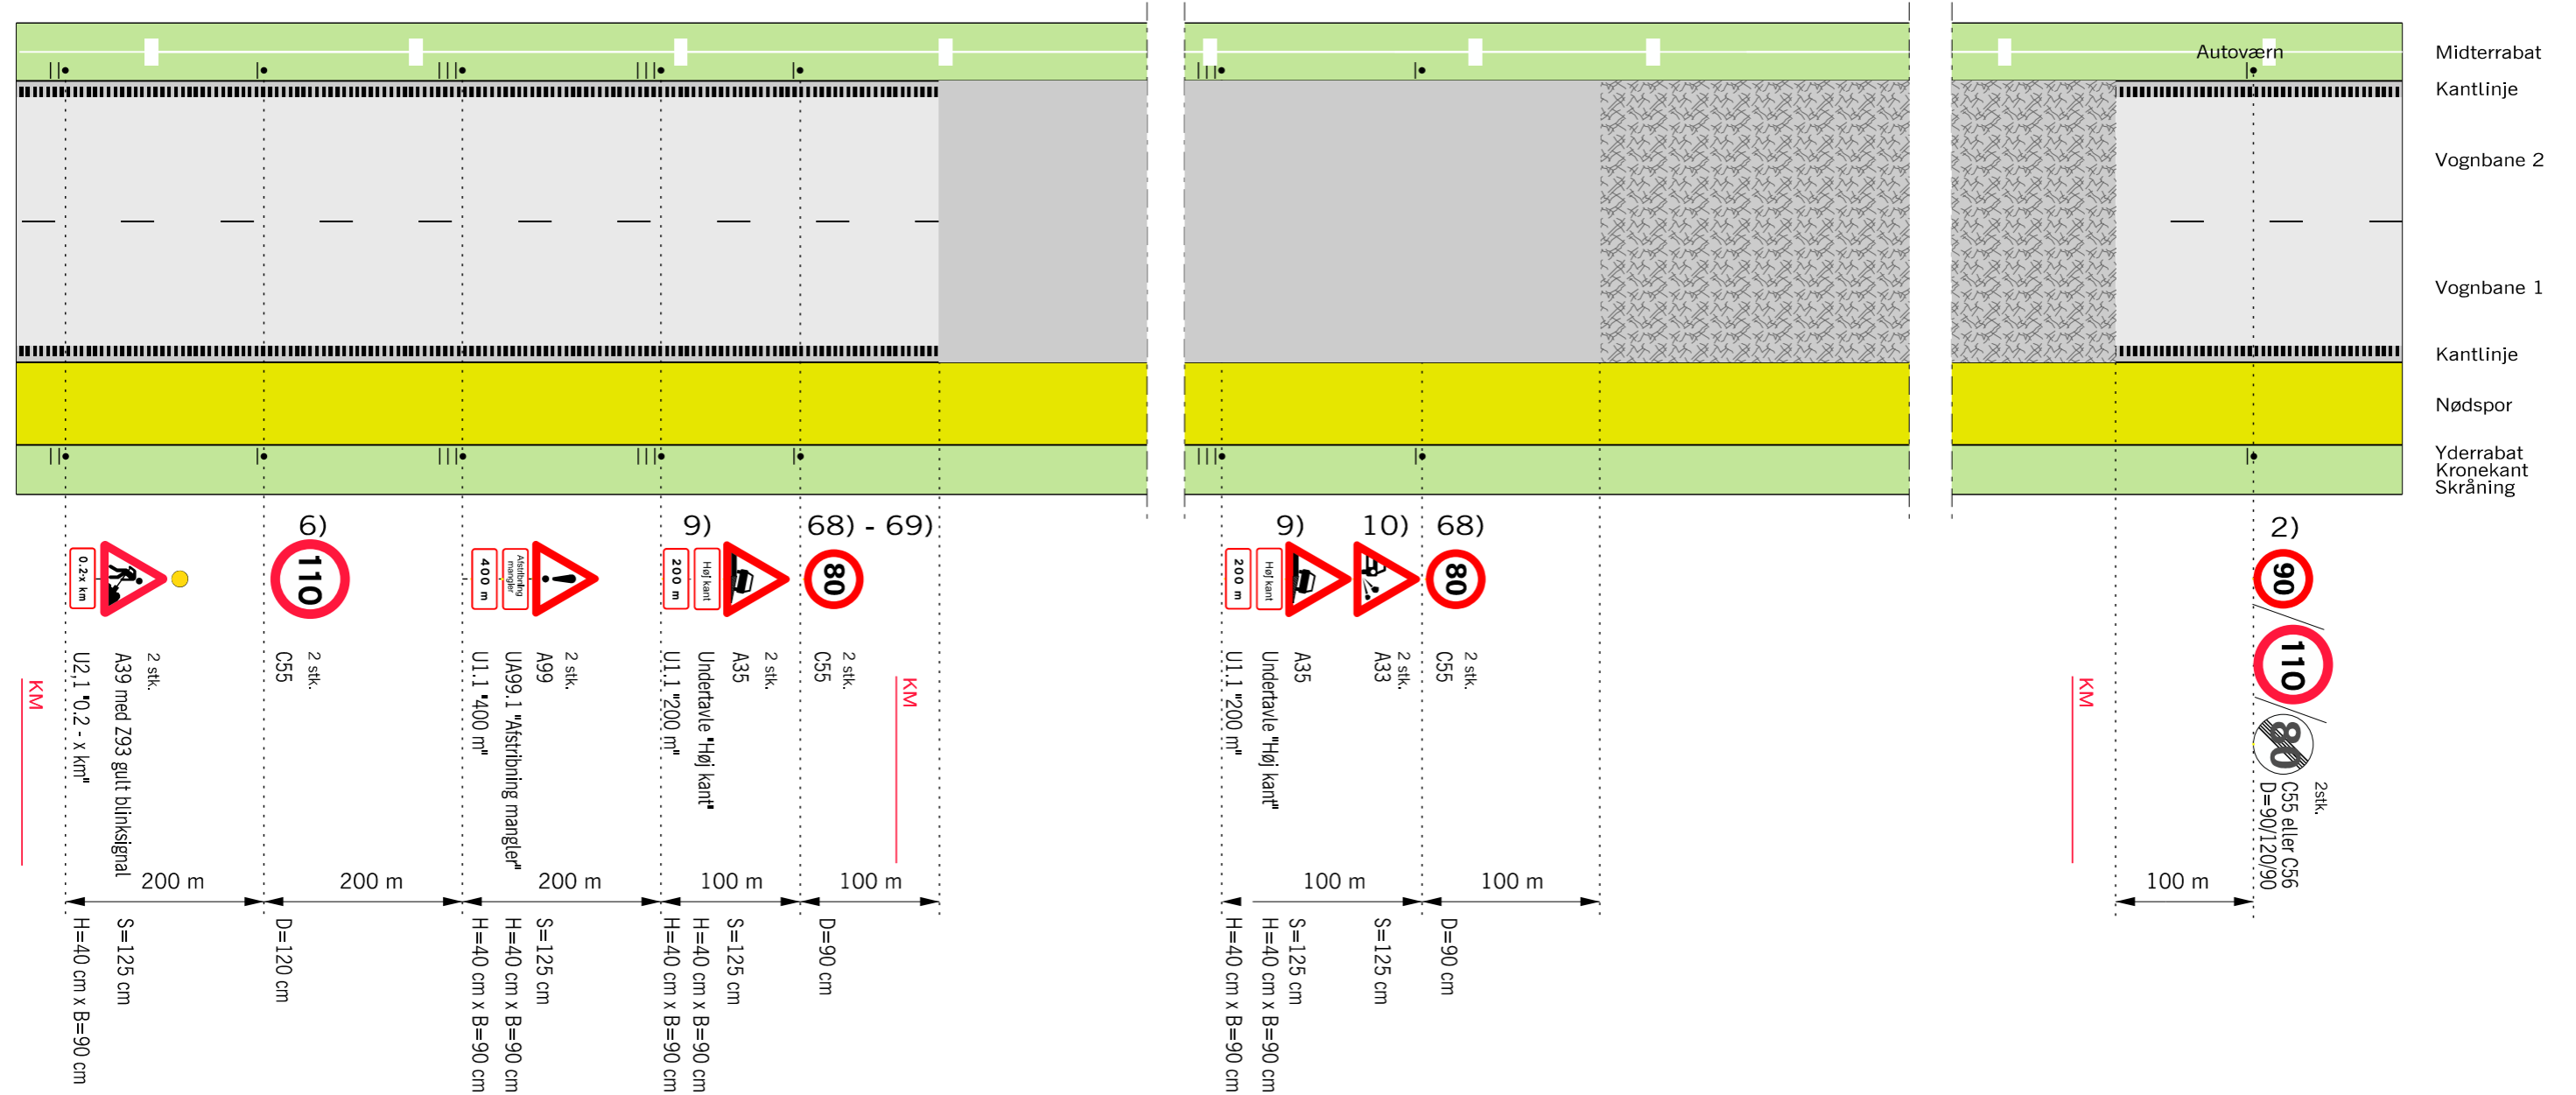 Autoværn
Midterrabat
Kantlinje
Vognbane 2
Vognbane 1
Kantlinje
Nødspor
Yderrabat
Kronekant
Skråning
6)
9)
68) - 69)
9)
10)
68)
2)
0.2-x km
110
400 m
Afstribning
mangler
200 m
Høj kant
80
200 m
Høj kant
80
90
110
80
KM
2 stk.
A39 med Z93 gult blinksignal
U2,1 "0.2 - x km"
2 stk.
C55
2 stk.
A99
UA99.1 "Afstribning mangler"
U1.1 "400 m"
2 stk.
A35
Undertavle "Høj kant"
U1.1 "200 m"
2 stk.
C55
KM
A35
Undertavle "Høj kant"
U1.1 "200 m"
2 stk.
A33
2 stk.
C55
KM
2stk.
C55 eller C56
D=90/120/90
200 m
200 m
200 m
100 m
100 m
100 m
100 m
100 m
S=125 cm
H=40 cm x B=90 cm
D=120 cm
S=125 cm
H=40 cm x B=90 cm
H=40 cm x B=90 cm
S=125 cm
H=40 cm x B=90 cm
H=40 cm x B=90 cm
D=90 cm
S=125 cm
H=40 cm x B=90 cm
H=40 cm x B=90 cm
S=125 cm
D=90 cm